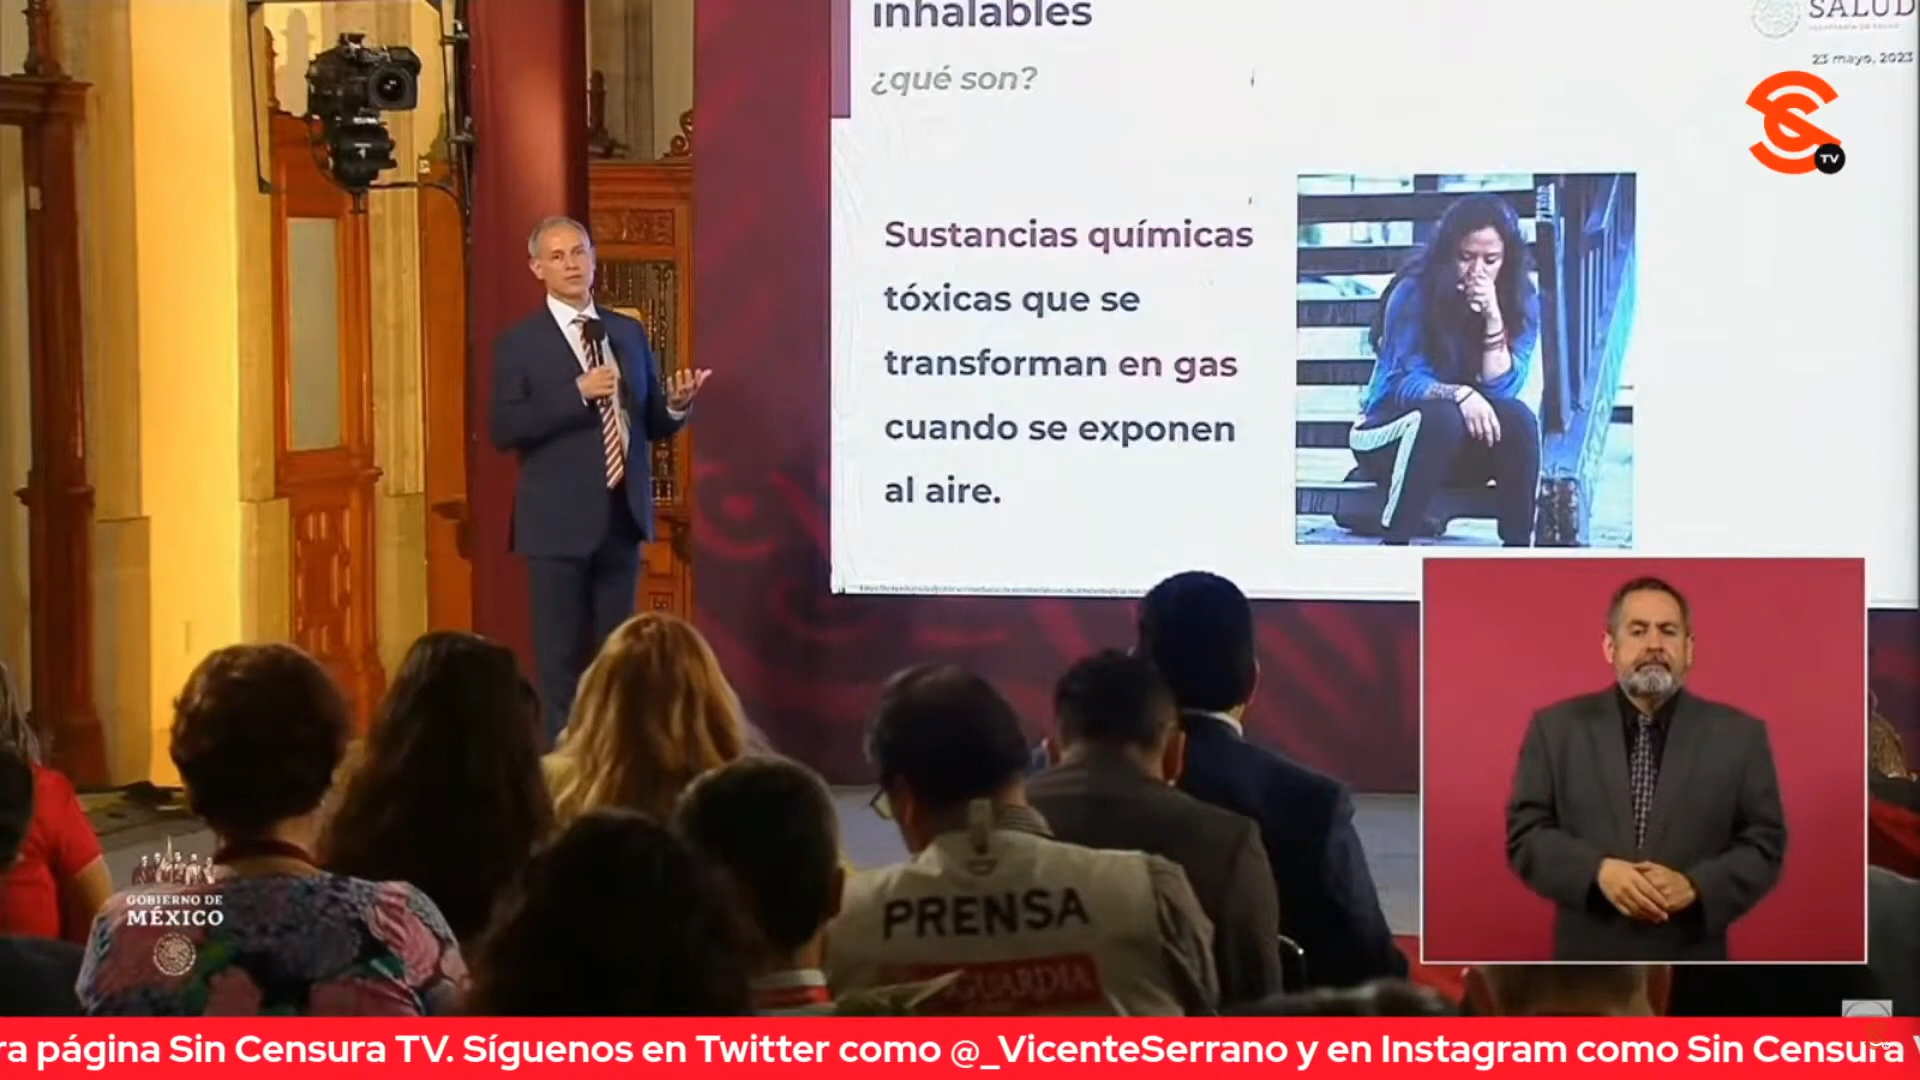 inhalables
¿qué son?
SALUD
23 mayo, 2023
TV
Sustancias químicas
tóxicas que se
transforman en gas
cuando se exponen
al aire.
GOBIERNO DE
MÉXICO
PRENSA
GUARDIA
ra página Sin Censura TV. Síguenos en Twitter como @_VicenteSerrano y en Instagram como Sin Censura